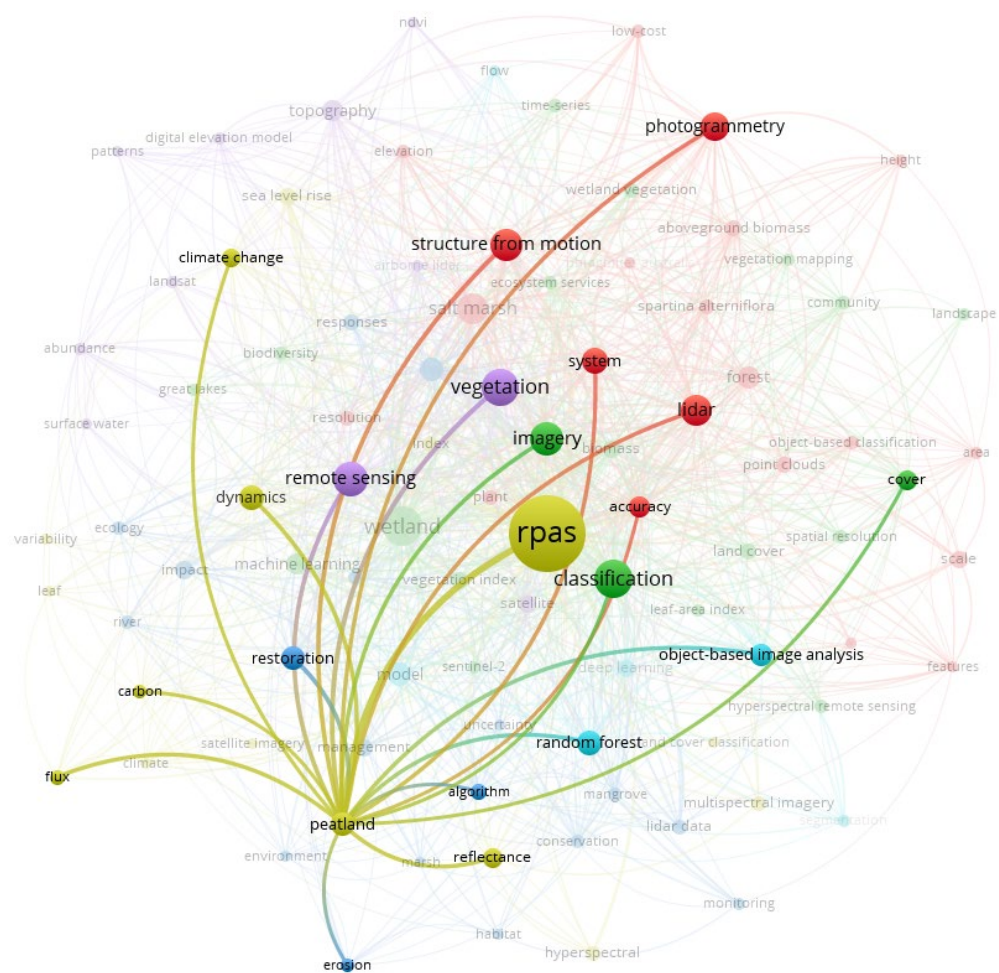 ndvi
low-cost
flow
time-series
topography
photogrammetry
digital elevation model
patterns
elevation
height
wetland vegetation
sea level rise
aboveground biomass
structure from motion
climate change
vegetation mapping
airborne lidar
landsat
ecosystem services
salt marsh
spartina alterniflora
community
landscape
responses
abundance
biodiversity
system
great lakes
vegetation
forest
lidar
resolution
surface water
imagery
index
biomass
object-based classification
area
point clouds
remote sensing
cover
dynamics
plant
accuracy
wetland
rpas
ecology
variability
spatial resolution
land cover
scale
machine learning
impact
vegetation index
classification
leaf
satellite
leaf-area index
river
restoration
object-based image analysis
model
sentinel-2
deep learning
features
carbon
hyperspectral remote sensing
uncertainty
satellite imagery
management
random forest
land cover classification
climate
flux
algorithm
mangrove
multispectral imagery
peatland
lidar data
segmentation
conservation
environment
marsh
reflectance
monitoring
habitat
hyperspectral
erosion